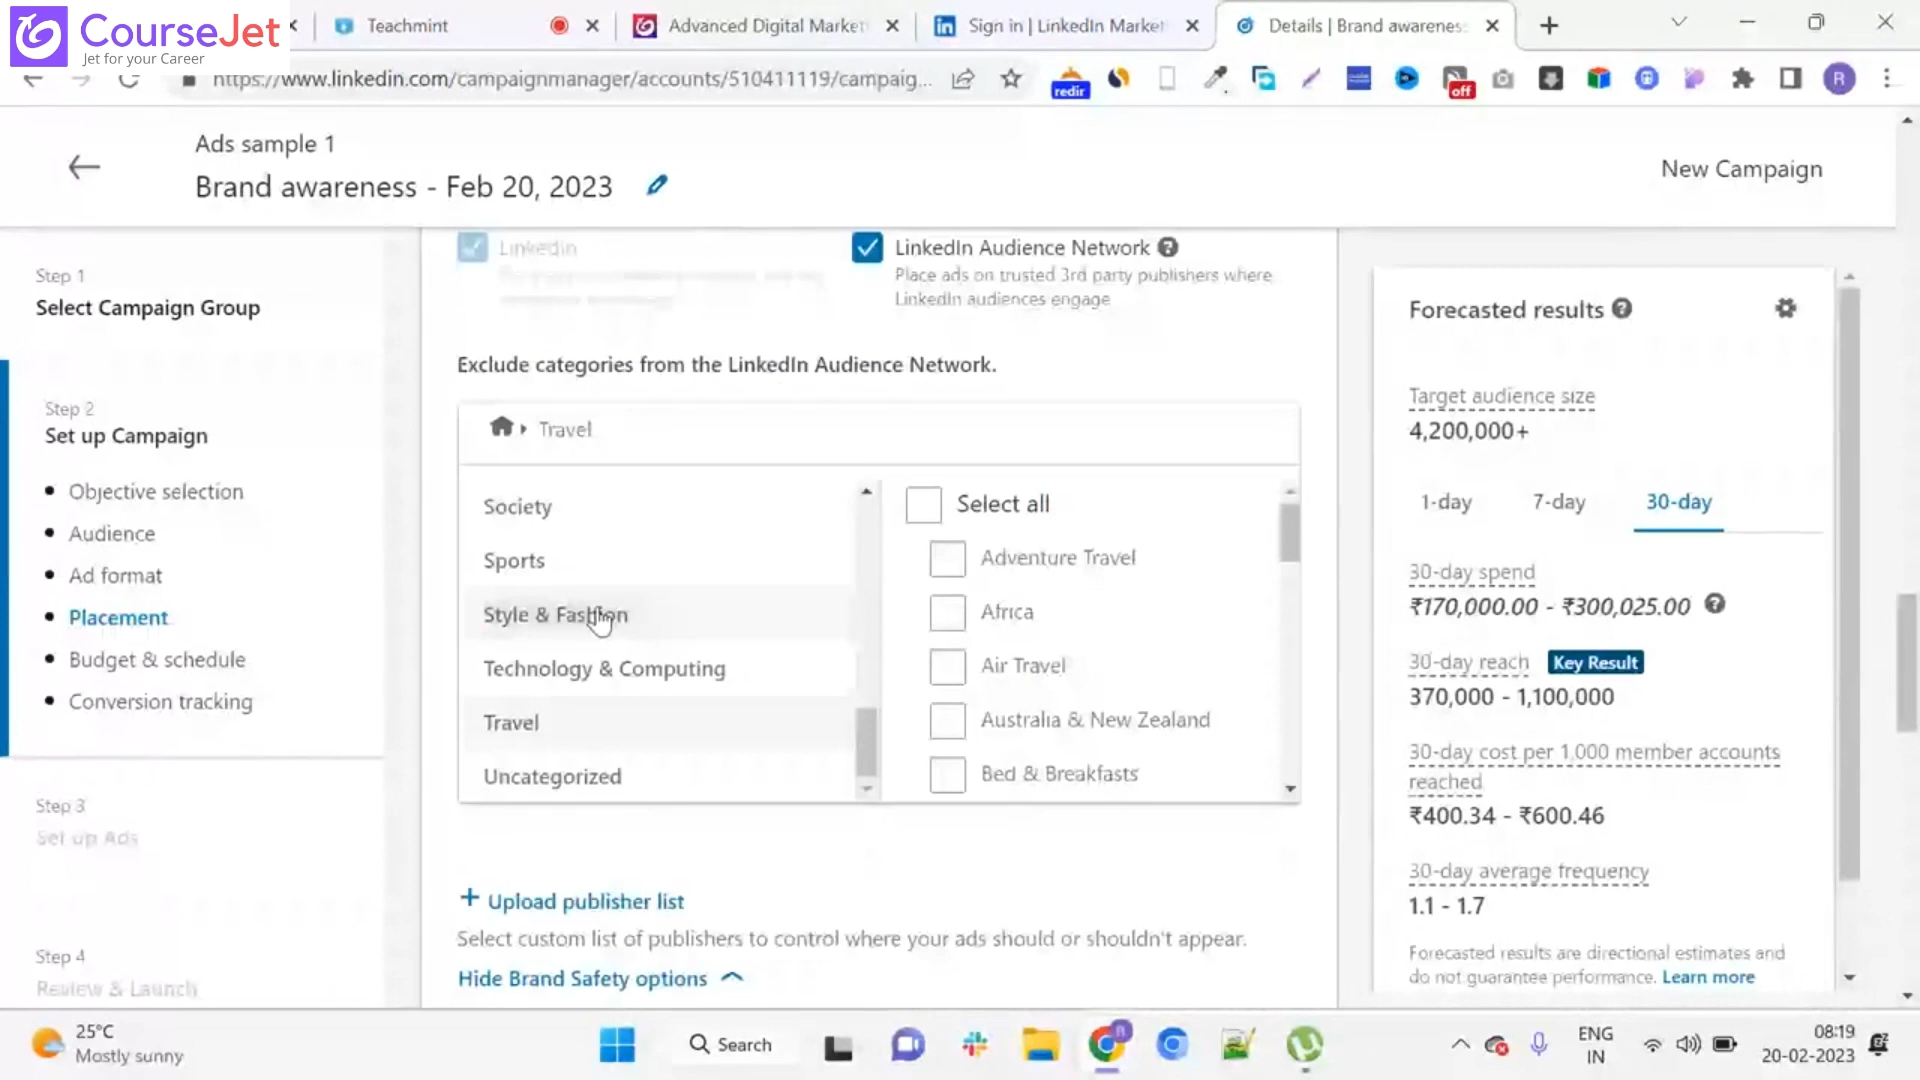 CourseJet
Jet for your Career
Teachmint
Advanced Digital Market
Sign in | LinkedIn Market
Details | Brand awareness
https://www.linkedin.com/campaignmanager/accounts/510411119/campaig...
redir
off
R
Ads sample 1
Brand awareness - Feb 20, 2023
New Campaign
Step 1
Select Campaign Group
Step 2
Set up Campaign
Objective selection
Audience
Ad format
Placement
Budget & schedule
Conversion tracking
Step 3
Set up Ads
Step 4
Review & Launch
LinkedIn
LinkedIn Audience Network
Place ads on trusted 3rd party publishers where
LinkedIn audiences engage
Exclude categories from the LinkedIn Audience Network.
Travel
Society
Sports
Style & Fashion
Technology & Computing
Travel
Uncategorized
Select all
Adventure Travel
Africa
Air Travel
Australia & New Zealand
Bed & Breakfasts
+ Upload publisher list
Select custom list of publishers to control where your ads should or shouldn't appear.
Hide Brand Safety options
Forecasted results
Target audience size
4,200,000+
1-day 7-day 30-day
30-day spend
₹170,000.00 - ₹300,025.00
30-day reach Key Result
370,000 - 1,100,000
30-day cost per 1,000 member accounts
reached
₹400.34 - ₹600.46
30-day average frequency
1.1 - 1.7
Forecasted results are directional estimates and
do not guarantee performance. Learn more
25°C
Mostly sunny
Search
ENG
IN
08:19
20-02-2023